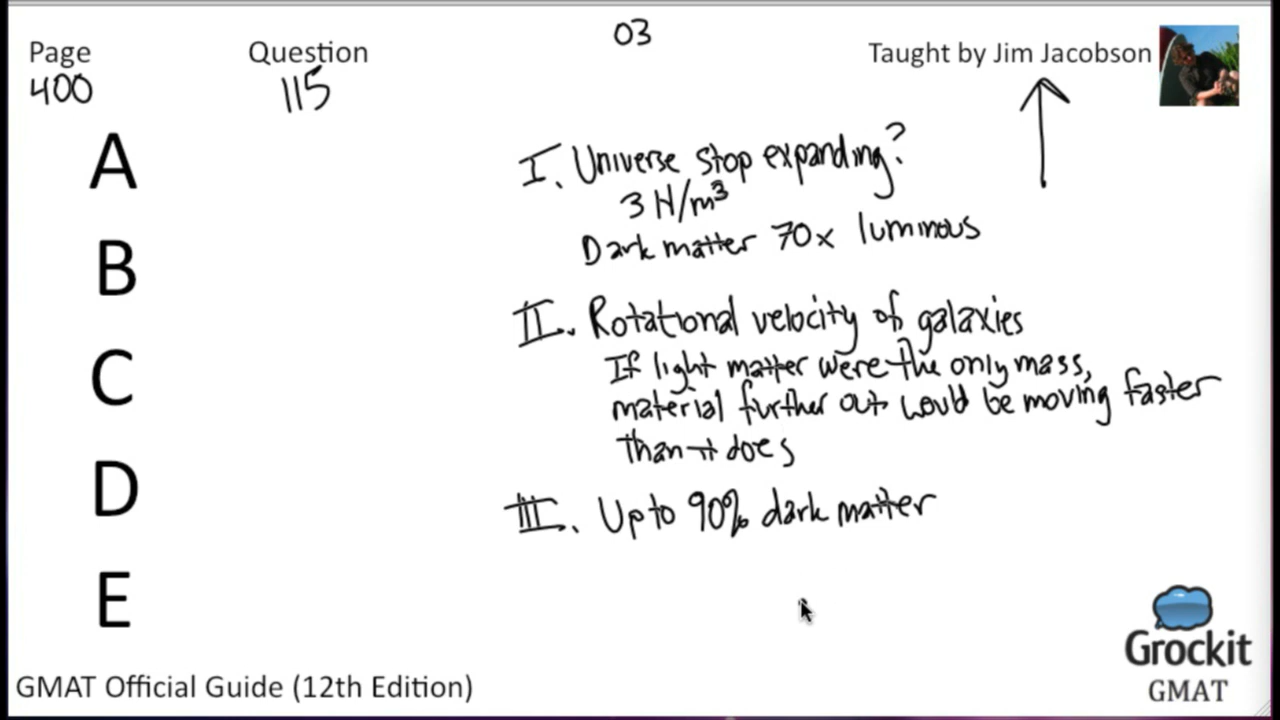 03
Page
Question
Taught by Jim Jacobson
400
115
A
B
C
D
E
I. Universe stop expanding?
3 H/m³
Dark matter 70x luminous
II. Rotational velocity of galaxies
If light matter were the only mass,
material further out would be moving faster
than it does
III. Up to 90% dark matter
Grockit
GMAT
GMAT Official Guide (12th Edition)